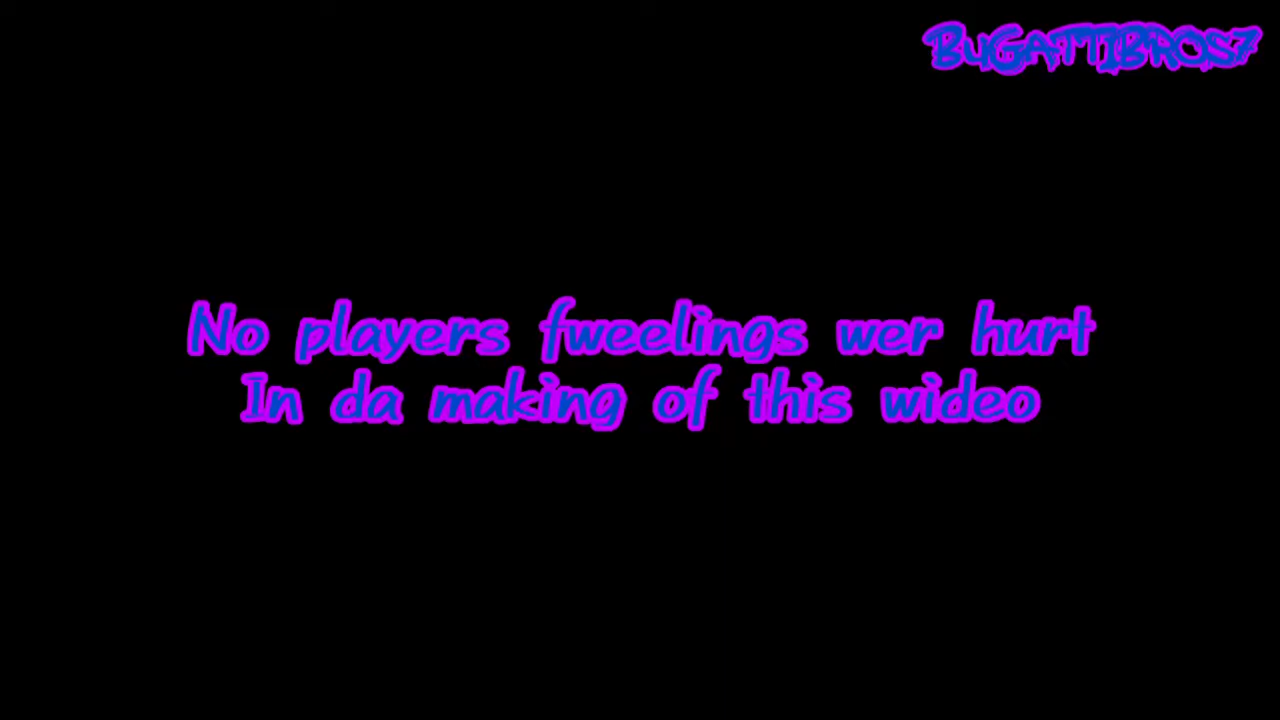 BUGATTIBROS7
No players fweelings wer hurt
In da making of this wideo